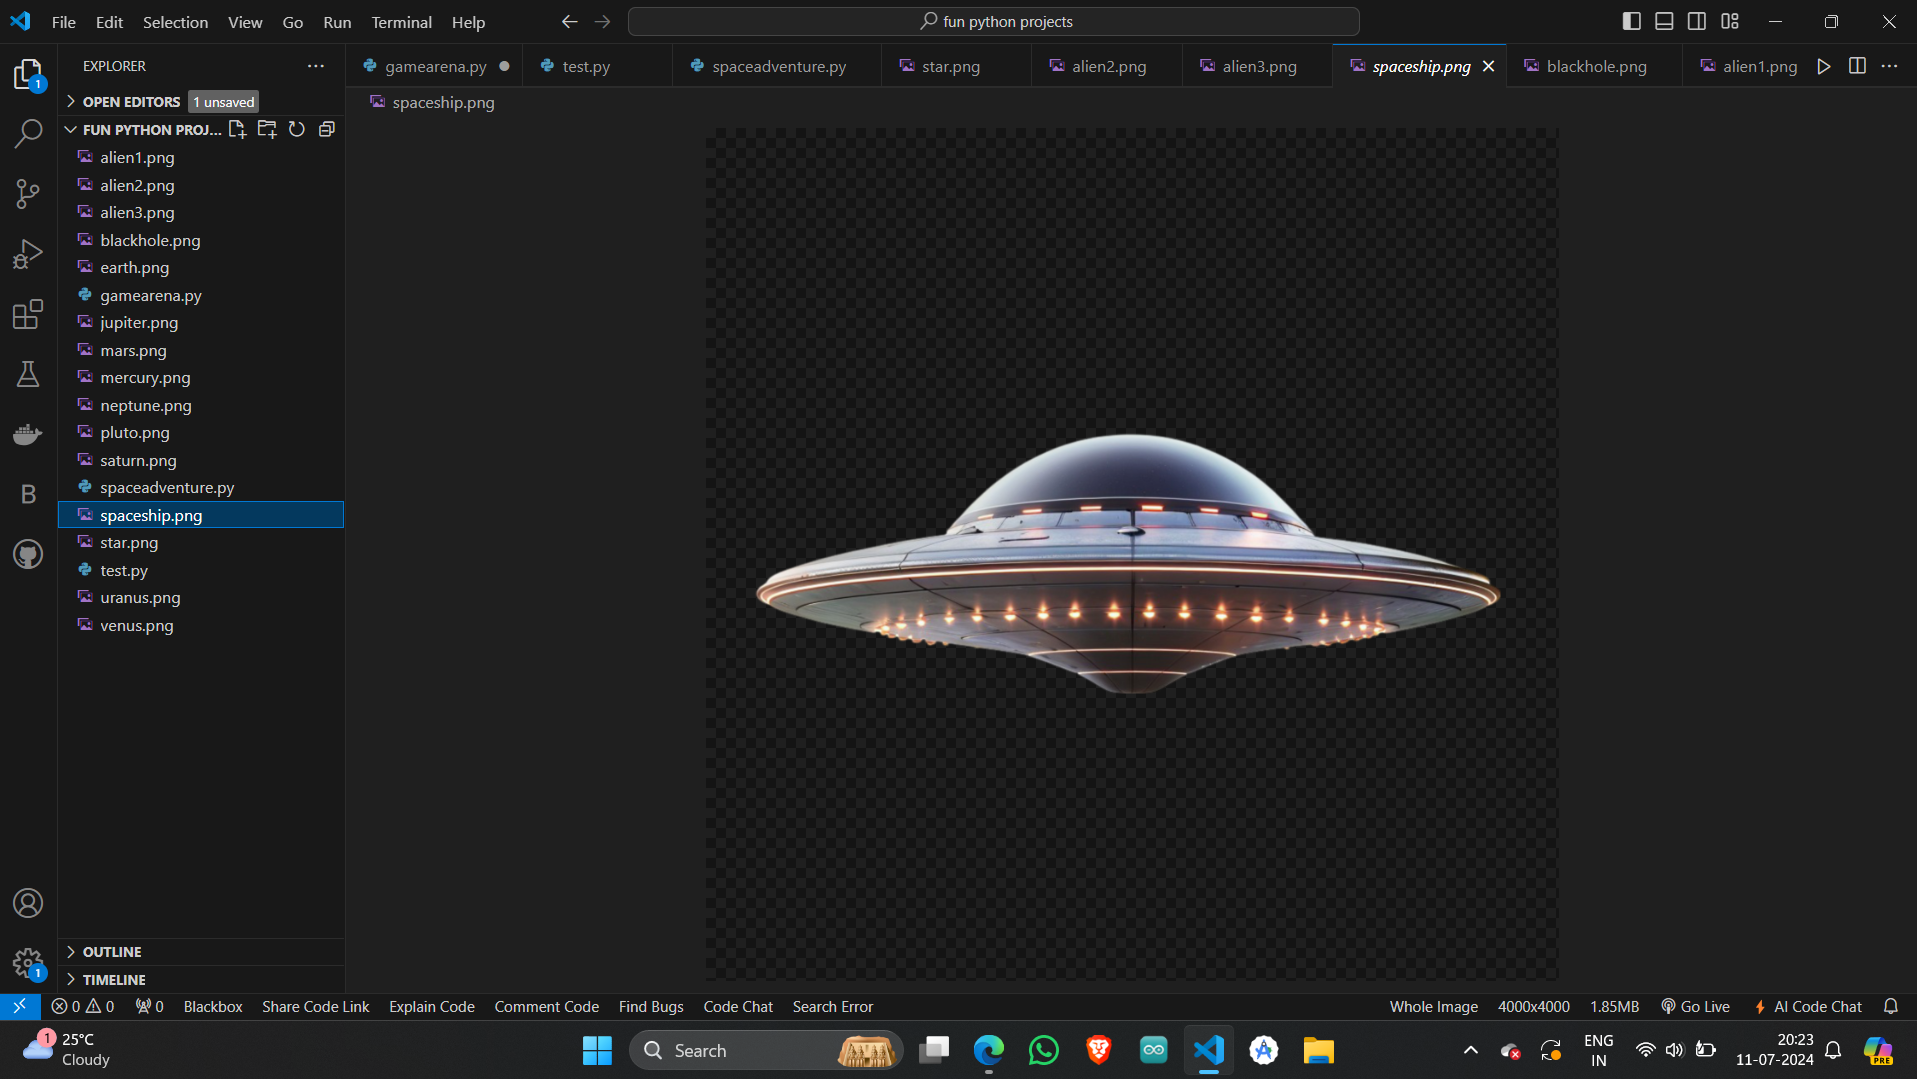 File Edit Selection View Go Run Terminal Help
fun python projects
EXPLORER
gamearena.py test.py spaceadventure.py star.png alien2.png alien3.png spaceship.png blackhole.png alien1.png
OPEN EDITORS 1 unsaved
spaceship.png
FUN PYTHON PROJ...
alien1.png
alien2.png
alien3.png
blackhole.png
earth.png
gamearena.py
jupiter.png
mars.png
mercury.png
neptune.png
pluto.png
saturn.png
spaceadventure.py
spaceship.png
star.png
test.py
uranus.png
venus.png
B
1
OUTLINE
1
TIMELINE
0 0 0 Blackbox Share Code Link Explain Code Comment Code Find Bugs Code Chat Search Error Whole Image 4000x4000 1.85MB Go Live AI Code Chat
1
25°C
Cloudy
Search
ENG
IN
20:23
11-07-2024
PRE